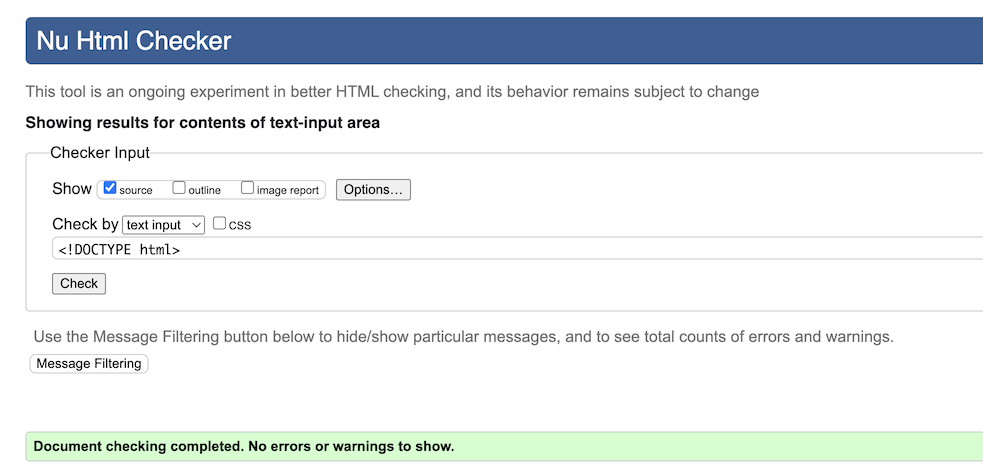 Nu Html Checker
This tool is an ongoing experiment in better HTML checking, and its behavior remains subject to change
Showing results for contents of text-input area
Checker Input
Show source outline image report Options...
Check by text input CSS
<!DOCTYPE html>
Check
Use the Message Filtering button below to hide/show particular messages, and to see total counts of errors and warnings.
Message Filtering
Document checking completed. No errors or warnings to show.